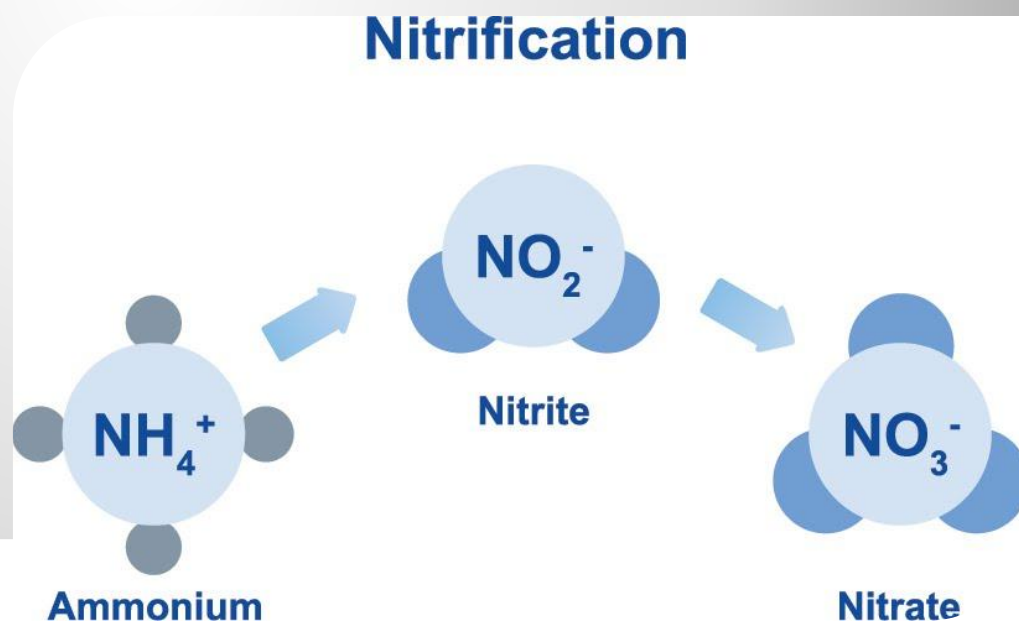 Nitrification
NO₂⁻
Nitrite
NH₄⁺
NO₃⁻
Ammonium
Nitrate